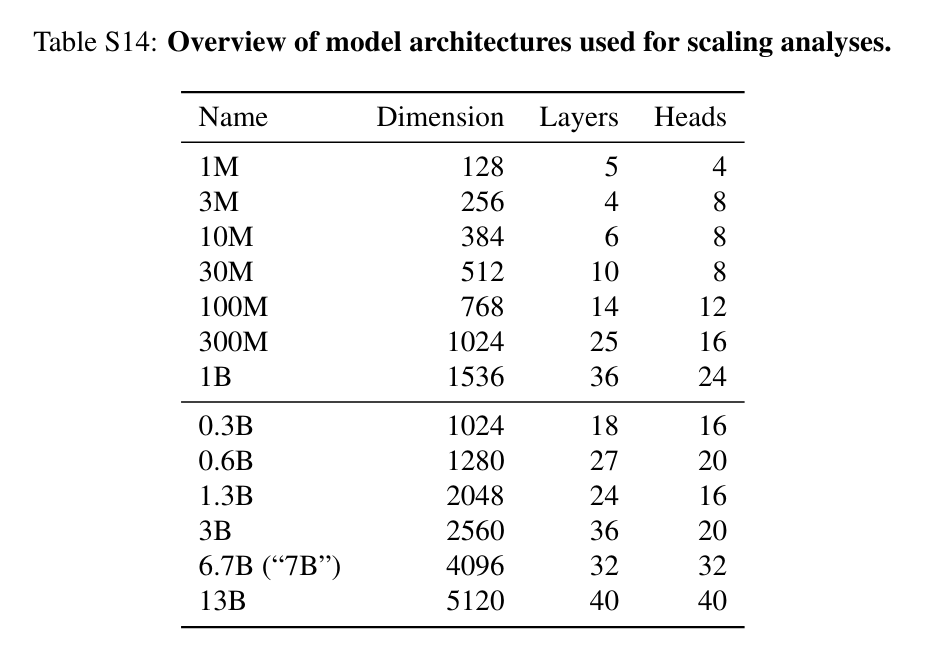 Table S14: Overview of model architectures used for scaling analyses.
Name Dimension Layers Heads
1M 128 5 4
3M 256 4 8
10M 384 6 8
30M 512 10 8
100M 768 14 12
300M 1024 25 16
1B 1536 36 24
0.3B 1024 18 16
0.6B 1280 27 20
1.3B 2048 24 16
3B 2560 36 20
6.7B (“7B”) 4096 32 32
13B 5120 40 40